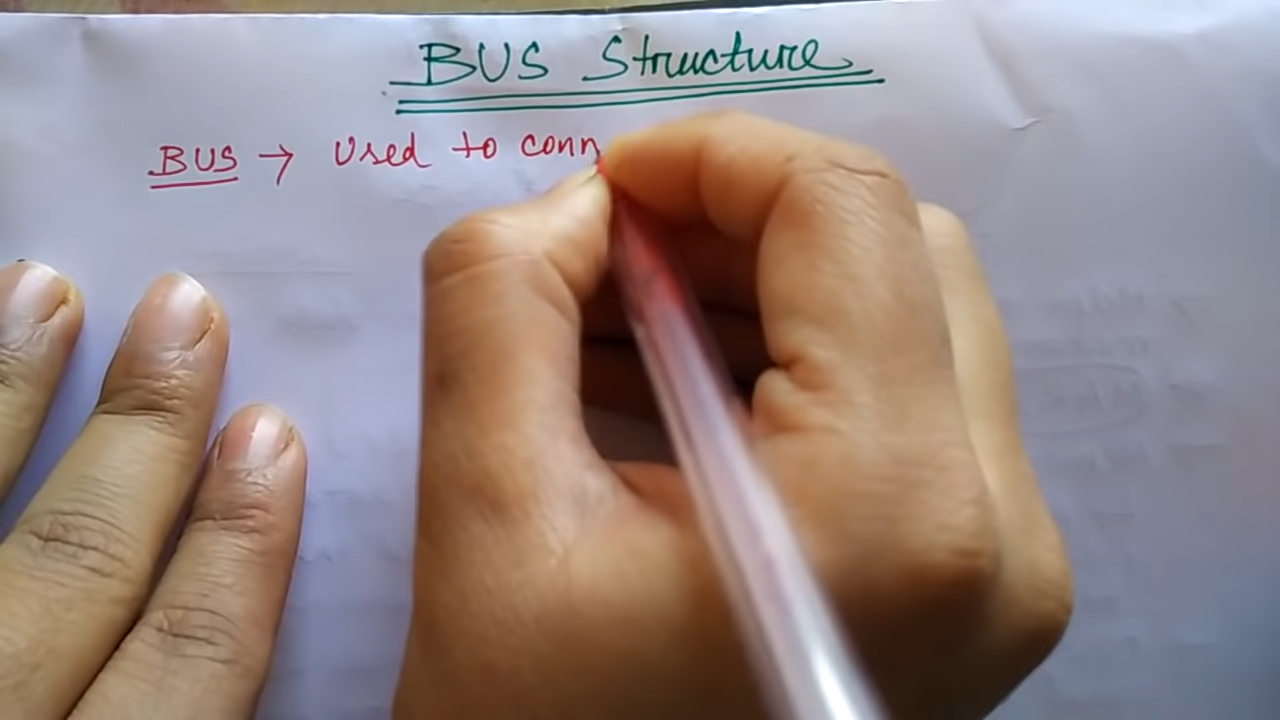 BUS Structure
BUS → Used to conn